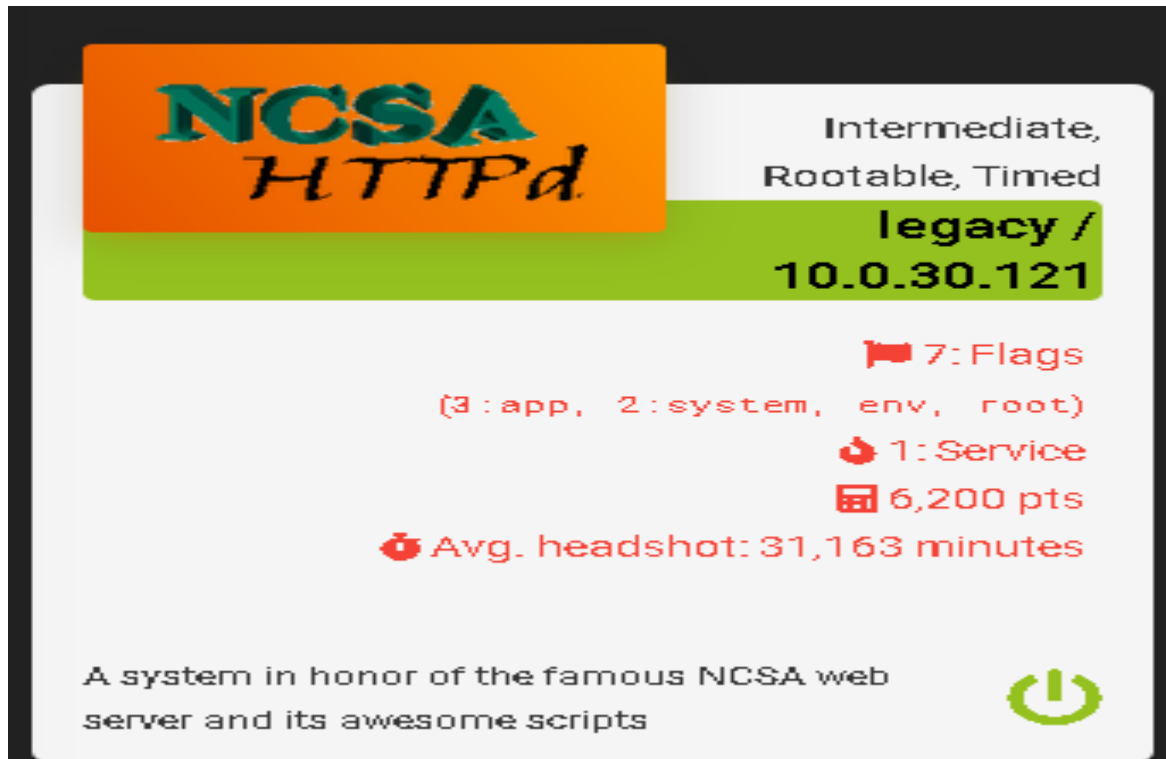 NCSA
HTTPd
Intermediate,
Rootable, Timed
legacy /
10.0.30.121
7: Flags
(3:app, 2:system, env, root)
1: Service
6,200 pts
Avg. headshot: 31,163 minutes
A system in honor of the famous NCSA web
server and its awesome scripts